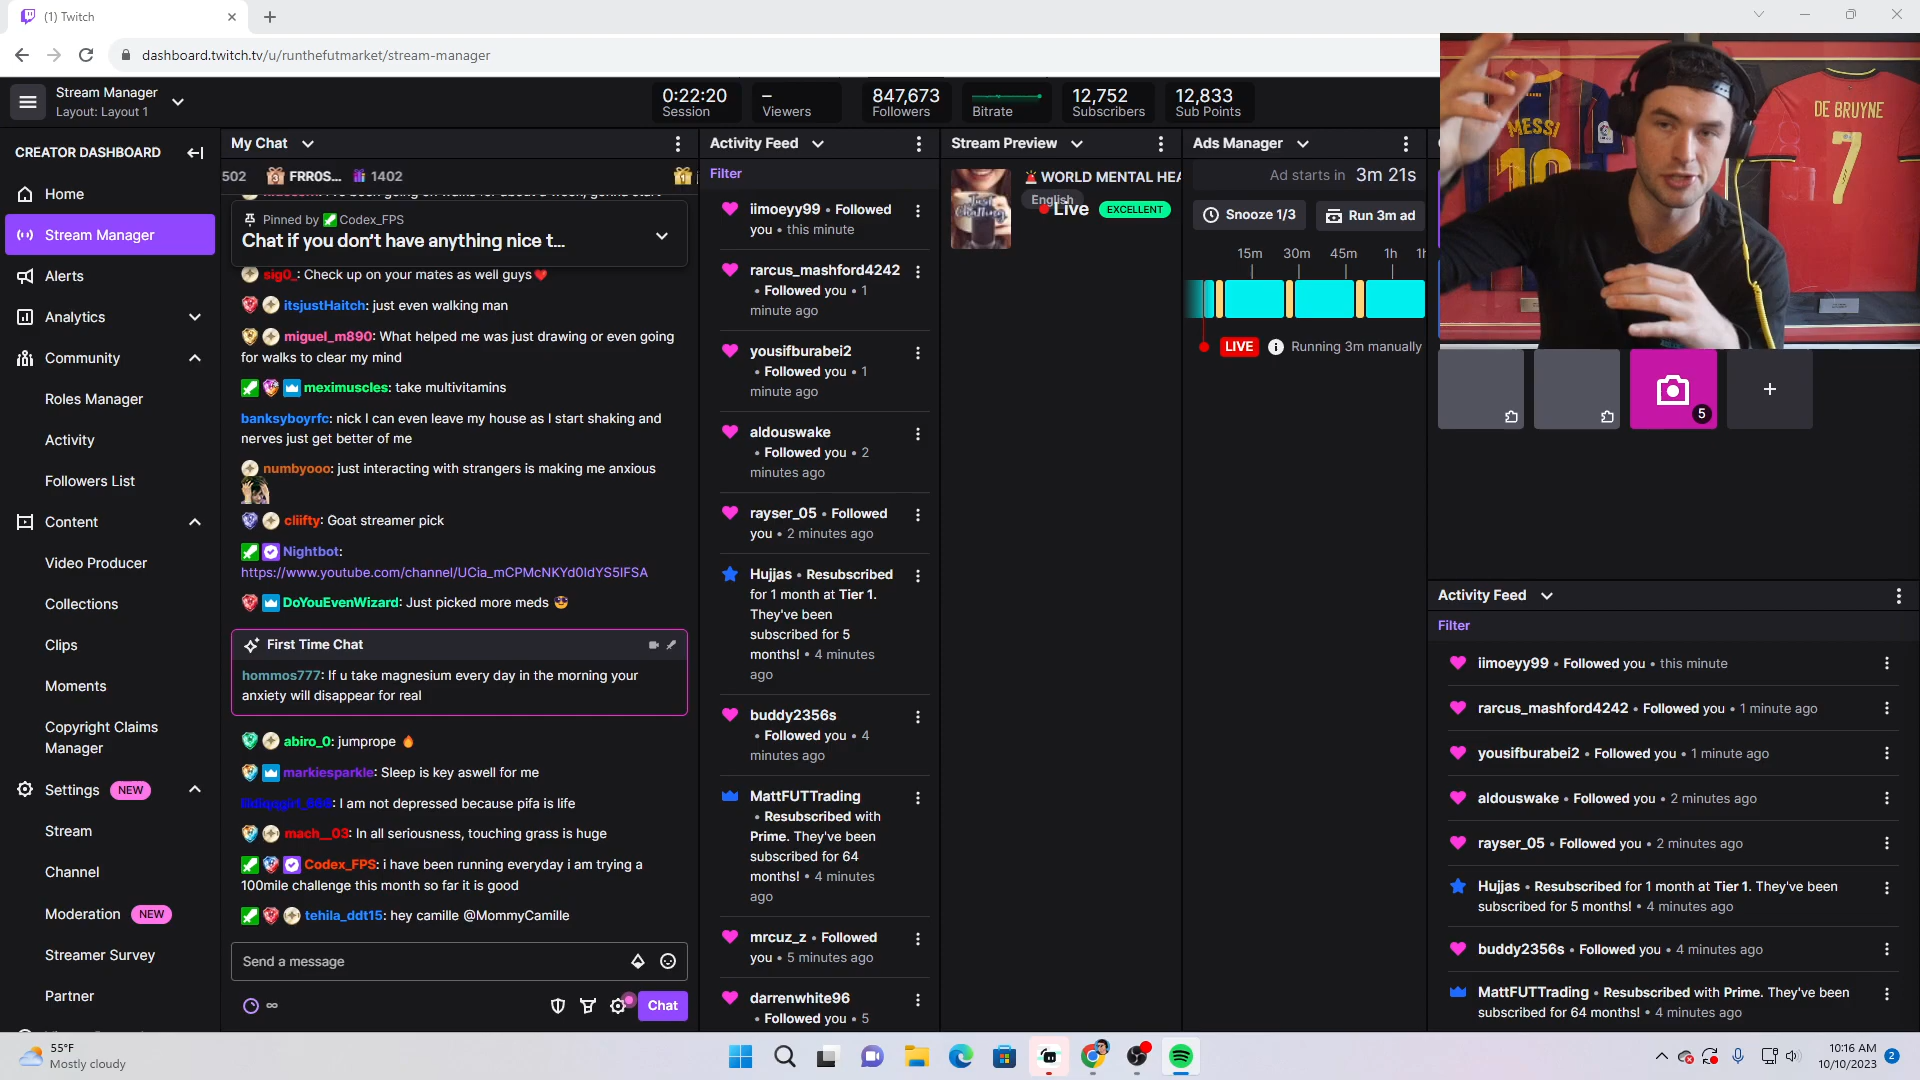 (1) Twitch
dashboard.twitch.tv/u/runthefutmarket/stream-manager
Stream Manager
Layout: Layout 1
0:22:20
Session
–
Viewers
847,673
Followers
Bitrate
12,752
Subscribers
12,833
Sub Points
CREATOR DASHBOARD
Home
Stream Manager
Alerts
Analytics
Community
Roles Manager
Activity
Followers List
Content
Video Producer
Collections
Clips
Moments
Copyright Claims
Manager
Settings NEW
Stream
Channel
Moderation NEW
Streamer Survey
Partner
My Chat
502 3 FRR0S... 1402 1
Pinned by Codex_FPS
Chat if you don't have anything nice t...
sig0_: Check up on your mates as well guys
itsjustHaitch: just even walking man
miguel_m890: What helped me was just drawing or even going
for walks to clear my mind
meximuscles: take multivitamins
banksyboyrfc: nick I can even leave my house as I start shaking and
nerves just get better of me
numbyooo: just interacting with strangers is making me anxious
cliifty: Goat streamer pick
Nightbot:
https://www.youtube.com/channel/UCia_mCPMcNKYd0IdYS5IFSA
DoYouEvenWizard: Just picked more meds
First Time Chat
hommos777: If u take magnesium every day in the morning your
anxiety will disappear for real
abiro_0: jumprope
markiesparkle: Sleep is key aswell for me
: I am not depressed because pifa is life
mach__03: In all seriousness, touching grass is huge
Codex_FPS: i have been running everyday i am trying a
100mile challenge this month so far it is good
tehila_ddt15: hey camille @MommyCamille
Send a message
∞
Chat
Activity Feed
Filter
iimoeyy99 • Followed
you • this minute
rarcus_mashford4242
• Followed you • 1
minute ago
yousifburabei2
• Followed you • 1
minute ago
aldouswake
• Followed you • 2
minutes ago
rayser_05 • Followed
you • 2 minutes ago
Hujjas • Resubscribed
for 1 month at Tier 1.
They've been
subscribed for 5
months! • 4 minutes
ago
buddy2356s
• Followed you • 4
minutes ago
MattFUTTrading
• Resubscribed with
Prime. They've been
subscribed for 64
months! • 4 minutes
ago
mrcuz_z • Followed
you • 5 minutes ago
darrenwhite96
• Followed you • 5
Stream Preview
Just
Chatting
WORLD MENTAL HEA
English
Live EXCELLENT
Ads Manager
Ad starts in 3m 21s
Snooze 1/3
Run 3m ad
15m 30m 45m 1h 1h
LIVE Running 3m manually
MESSI
10
DE BRUYNE
7
5
+
Activity Feed
Filter
iimoeyy99 • Followed you • this minute
rarcus_mashford4242 • Followed you • 1 minute ago
yousifburabei2 • Followed you • 1 minute ago
aldouswake • Followed you • 2 minutes ago
rayser_05 • Followed you • 2 minutes ago
Hujjas • Resubscribed for 1 month at Tier 1. They've been
subscribed for 5 months! • 4 minutes ago
buddy2356s • Followed you • 4 minutes ago
MattFUTTrading • Resubscribed with Prime. They've been
subscribed for 64 months! • 4 minutes ago
55°F
Mostly cloudy
10:16 AM
10/10/2023
2